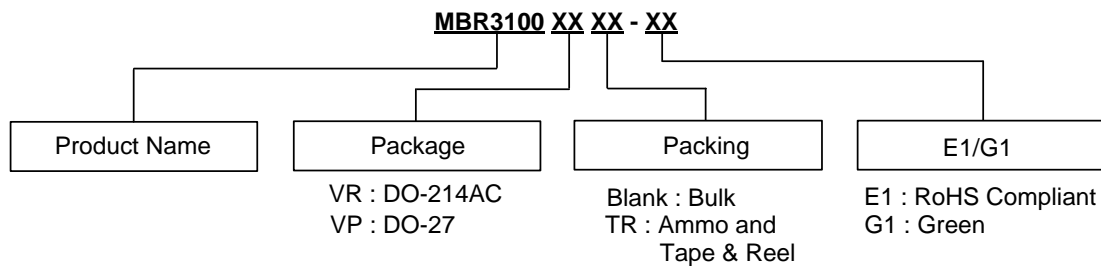 MBR3100 XX XX - XX
Product Name
Package
Packing
E1/G1
VR : DO-214AC
VP : DO-27
Blank : Bulk
TR : Ammo and
Tape & Reel
E1 : RoHS Compliant
G1 : Green